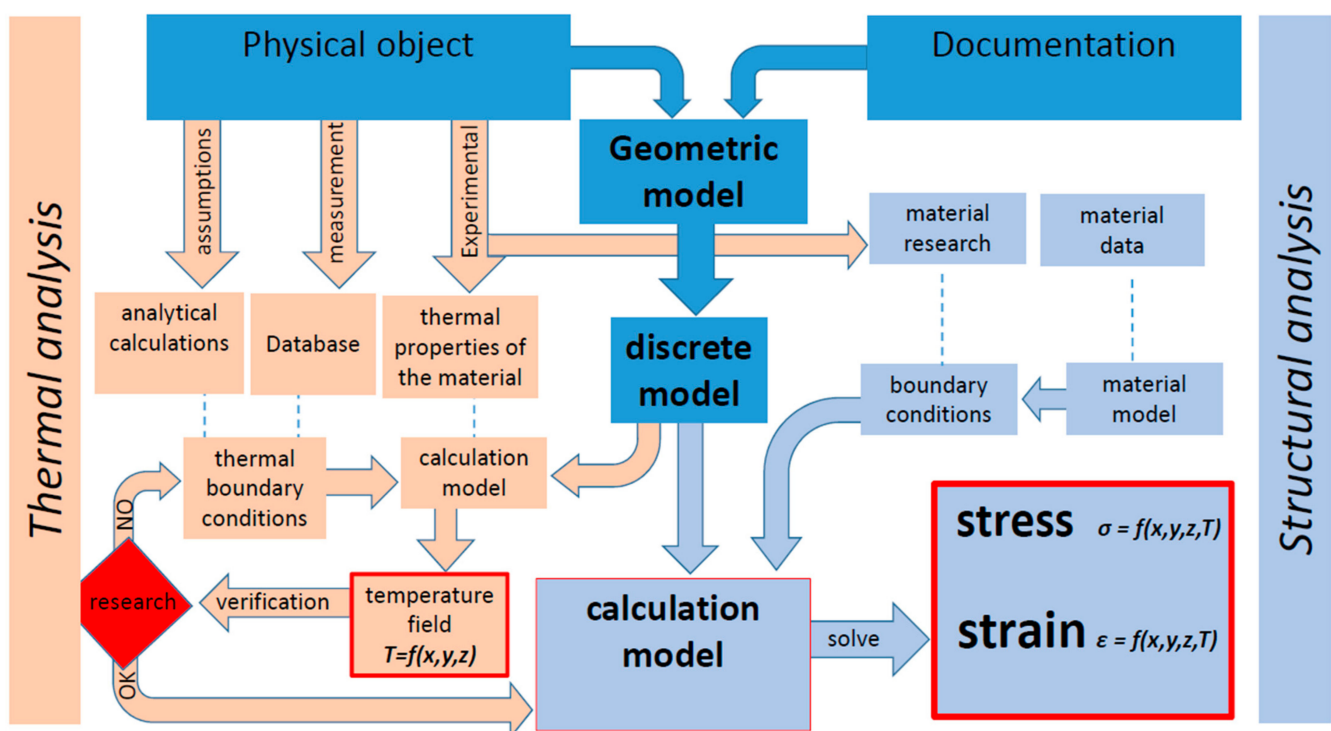 Physical object
Documentation
Thermal analysis
Structural analysis
assumptions
measurement
Experimental
Geometric
model
material
research
material
data
analytical
calculations
Database
thermal
properties of
the material
discrete
model
boundary
conditions
material
model
thermal
boundary
conditions
calculation
model
NO
research
verification
temperature
field
T=f(x,y,z)
OK
calculation
model
solve
stress σ = f(x,y,z,T)
strain ε = f(x,y,z,T)